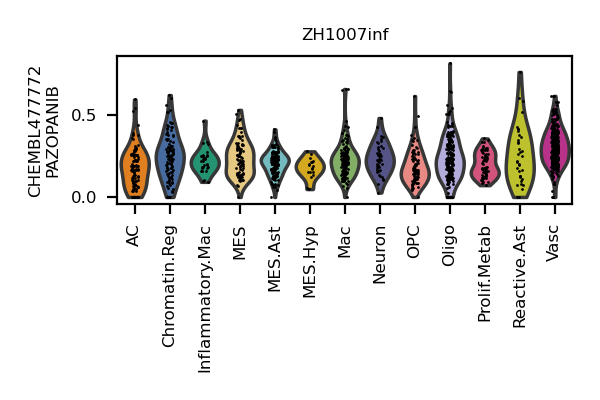 ZH1007inf
CHEMBL477772
PAZOPANIB
0.5
0.0
AC
Chromatin.Reg
Inflammatory.Mac
MES
MES.Ast
MES.Hyp
Mac
Neuron
OPC
Oligo
Prolif.Metab
Reactive.Ast
Vasc